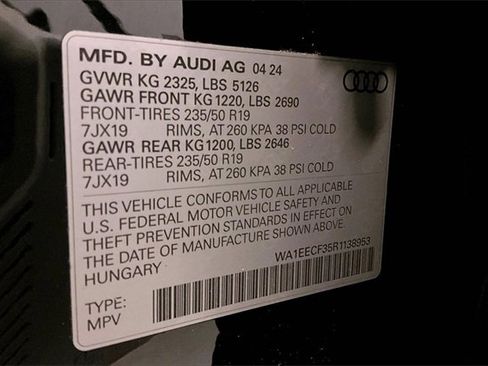 MFD. BY AUDI AG 04 24
GVWR KG 2325, LBS 5126
GAWR FRONT KG 1220, LBS 2690
FRONT-TIRES 235/50 R19
7JX19 RIMS, AT 260 KPA 38 PSI COLD
GAWR REAR KG1200, LBS 2646
REAR-TIRES 235/50 R19
7JX19 RIMS, AT 260 KPA 38 PSI COLD
THIS VEHICLE CONFORMS TO ALL APPLICABLE
U.S. FEDERAL MOTOR VEHICLE SAFETY AND
THEFT PREVENTION STANDARDS IN EFFECT ON
THE DATE OF MANUFACTURE SHOWN ABOVE.
HUNGARY
WA1EECF35R1138953
TYPE:
MPV